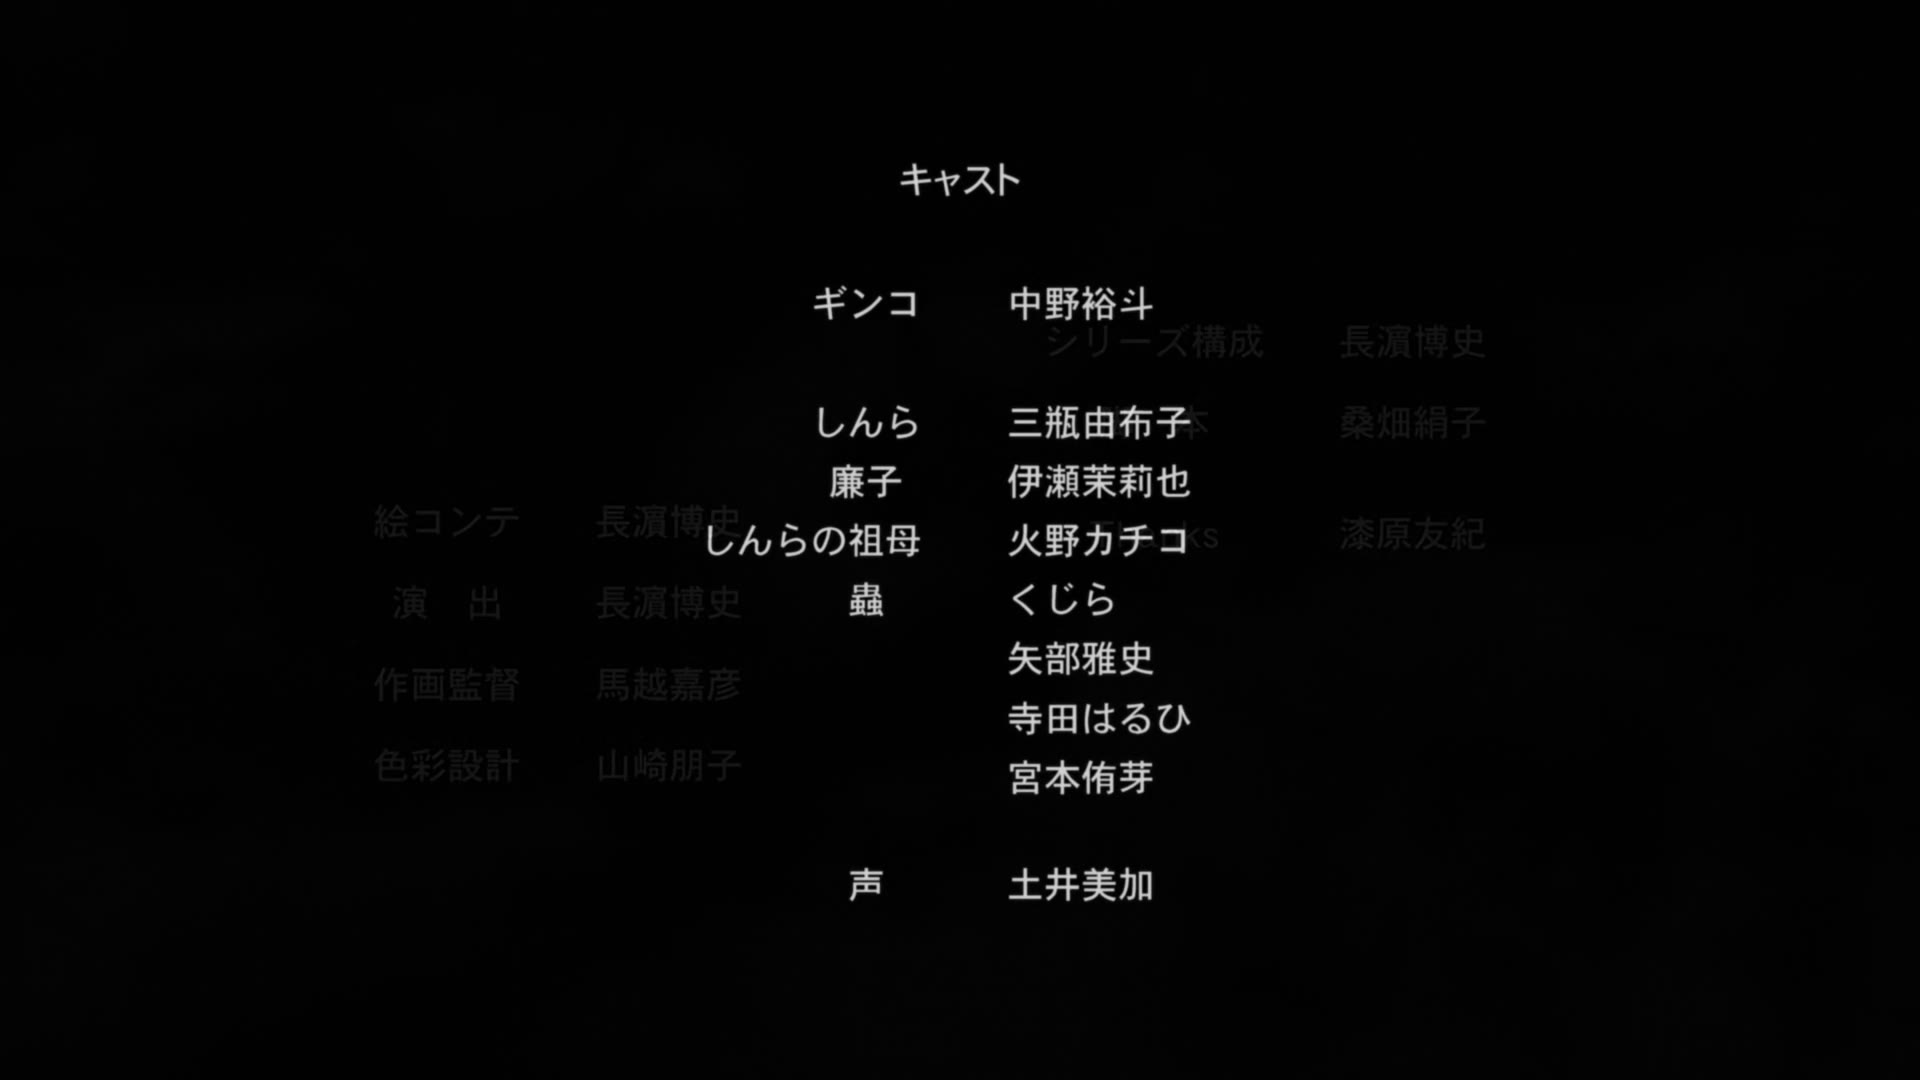 キャスト
ギンコ 中野裕斗
シリーズ構成 長濵博史
しんら 三瓶由布子
本 桑畑絹子
廉子 伊瀬茉莉也
絵コンテ 長濵博史
しんらの祖母 火野カチコ
Thanks 漆原友紀
蟲 くじら
演　出 長濵博史
矢部雅史
作画監督 馬越嘉彦
寺田はるひ
色彩設計 山崎朋子
宮本侑芽
声 土井美加